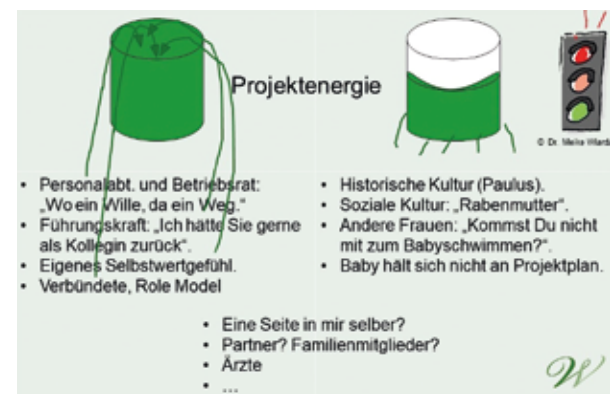 Projektenergie
© Dr. Meike Wiarda
• Personalabt. und Betriebsrat:
„Wo ein Wille, da ein Weg.“
• Führungskraft: „Ich hätte Sie gerne
als Kollegin zurück“.
• Eigenes Selbstwertgefühl.
• Verbündete, Role Model
• Historische Kultur (Paulus).
• Soziale Kultur: „Rabenmutter“.
• Andere Frauen: „Kommst Du nicht
mit zum Babyschwimmen?“.
• Baby hält sich nicht an Projektplan.
• Eine Seite in mir selber?
• Partner? Familienmitglieder?
• Ärzte
• ...
W